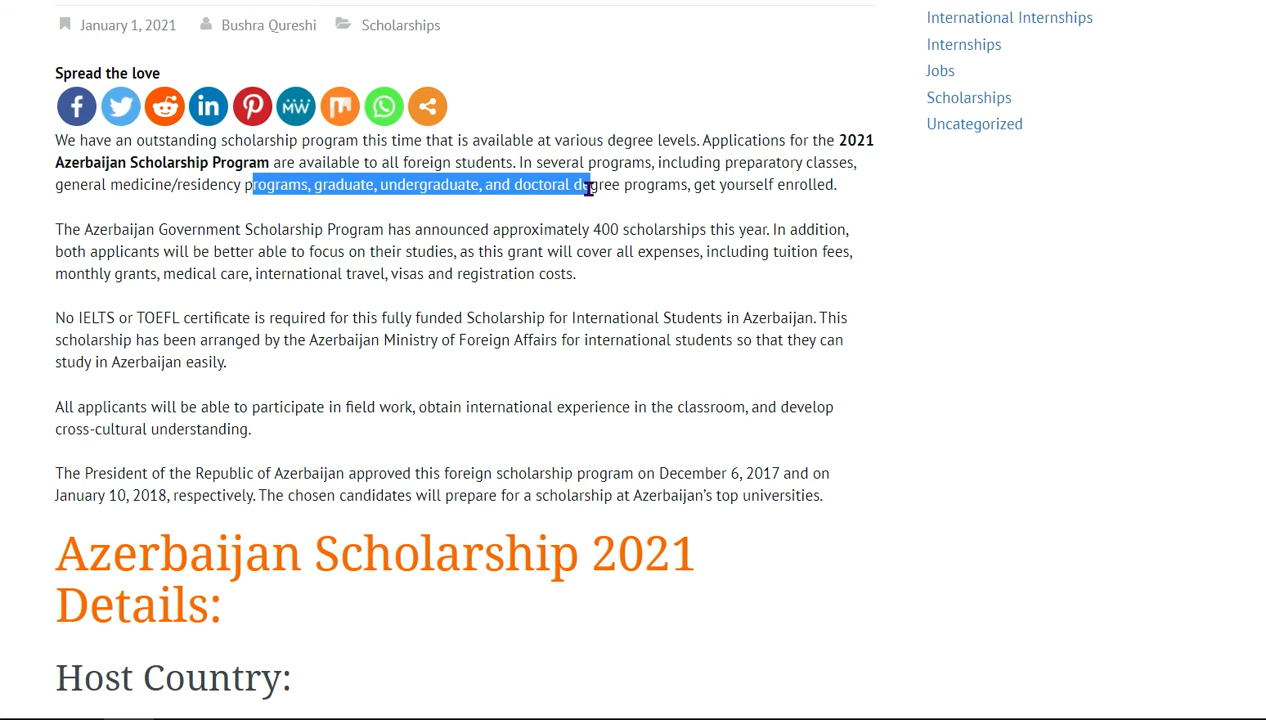 January 1, 2021 Bushra Qureshi Scholarships
Spread the love
MW
We have an outstanding scholarship program this time that is available at various degree levels. Applications for the 2021
Azerbaijan Scholarship Program are available to all foreign students. In several programs, including preparatory classes,
general medicine/residency programs, graduate, undergraduate, and doctoral degree programs, get yourself enrolled.
The Azerbaijan Government Scholarship Program has announced approximately 400 scholarships this year. In addition,
both applicants will be better able to focus on their studies, as this grant will cover all expenses, including tuition fees,
monthly grants, medical care, international travel, visas and registration costs.
No IELTS or TOEFL certificate is required for this fully funded Scholarship for International Students in Azerbaijan. This
scholarship has been arranged by the Azerbaijan Ministry of Foreign Affairs for international students so that they can
study in Azerbaijan easily.
All applicants will be able to participate in field work, obtain international experience in the classroom, and develop
cross-cultural understanding.
The President of the Republic of Azerbaijan approved this foreign scholarship program on December 6, 2017 and on
January 10, 2018, respectively. The chosen candidates will prepare for a scholarship at Azerbaijan's top universities.
Azerbaijan Scholarship 2021
Details:
Host Country:
International Internships
Internships
Jobs
Scholarships
Uncategorized